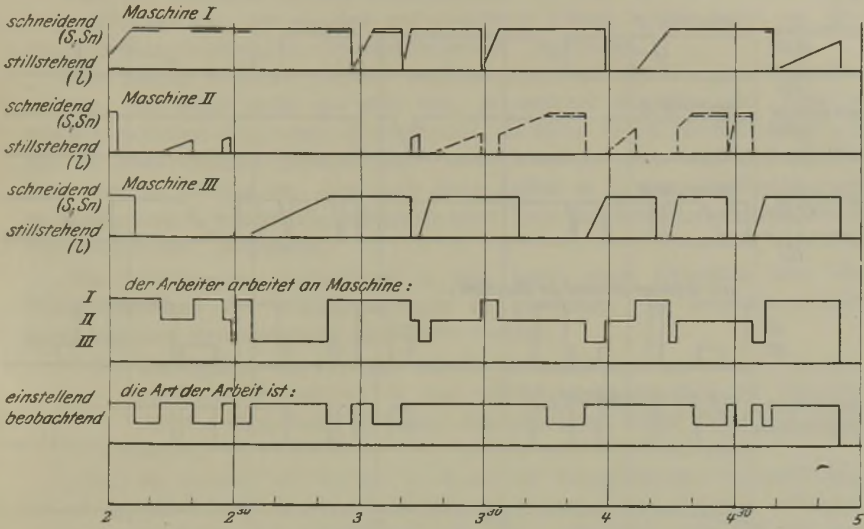 Maschine I
schneidend
(S,Sn)
stillstehend
(l)
Maschine II
schneidend
(S,Sn)
stillstehend
(l)
Maschine III
schneidend
(S,Sn)
stillstehend
(l)
der Arbeiter arbeitet an Maschine:
I
II
III
die Art der Arbeit ist:
einstellend
beobachtend
2 2³⁰ 3 3³⁰ 4 4³⁰ 5